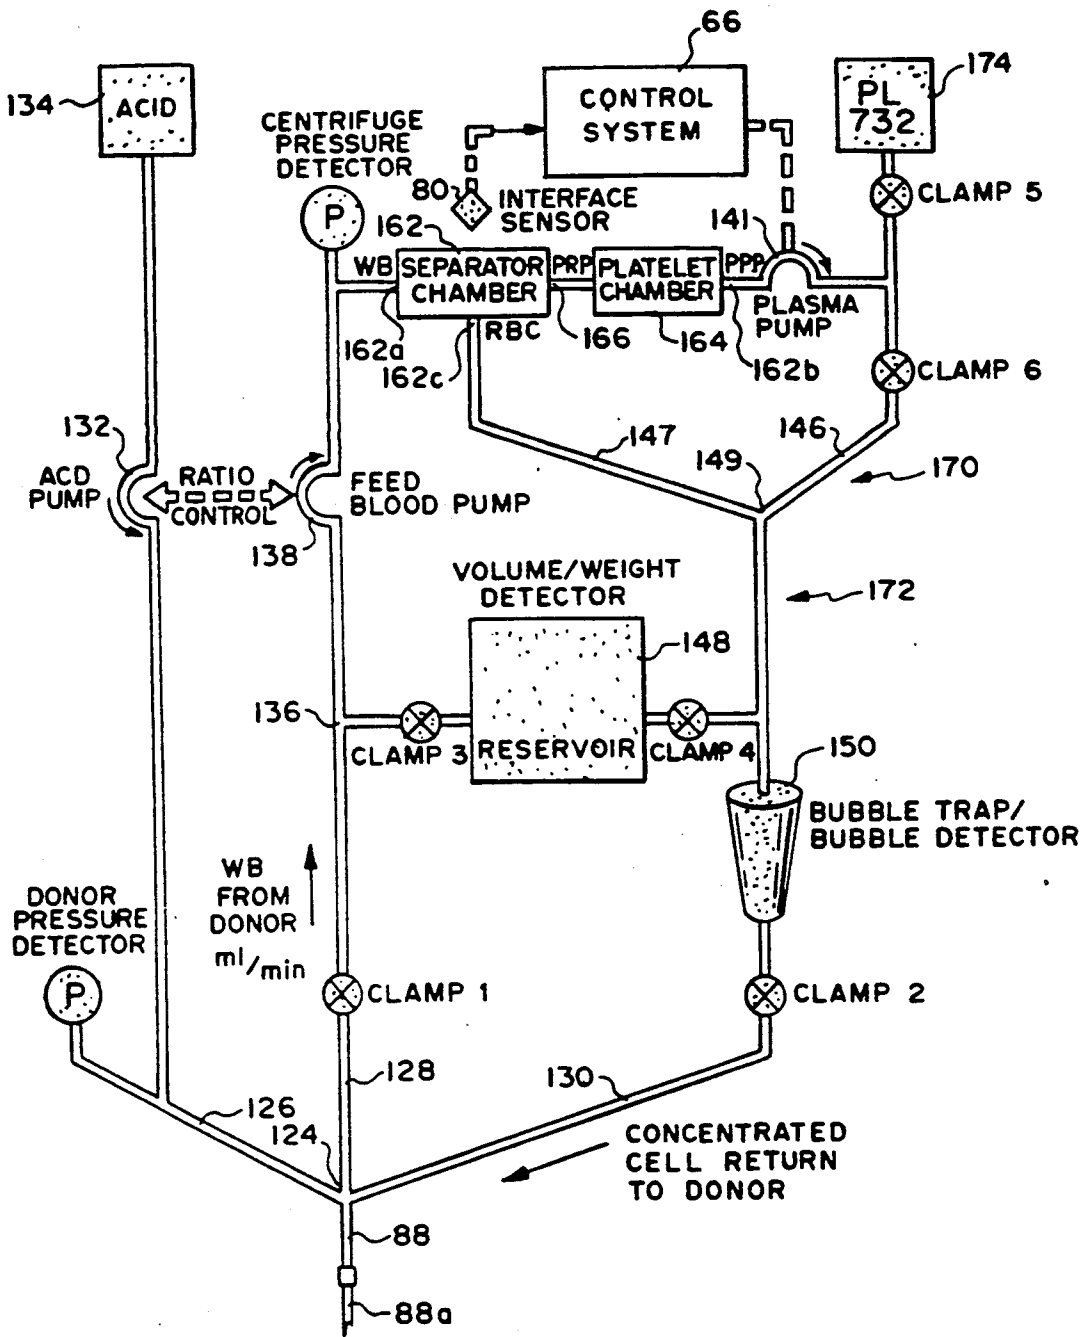 66
134
ACID
CENTRIFUGE
PRESSURE
DETECTOR
P
CONTROL
SYSTEM
PL
732
174
80
INTERFACE
SENSOR
CLAMP 5
162
141
WB
SEPARATOR
CHAMBER
PRP
PLATELET
CHAMBER
PPP
PLASMA
PUMP
162a
RBC
162c
166
164
162b
CLAMP 6
132
147
146
149
170
ACD
PUMP
RATIO
CONTROL
FEED
BLOOD PUMP
138
VOLUME/WEIGHT
DETECTOR
172
148
136
CLAMP 3
RESERVOIR
CLAMP 4
150
BUBBLE TRAP/
BUBBLE DETECTOR
WB
FROM
DONOR
ml/min
DONOR
PRESSURE
DETECTOR
P
CLAMP 1
CLAMP 2
128
130
126
124
CONCENTRATED
CELL RETURN
TO DONOR
88
88a